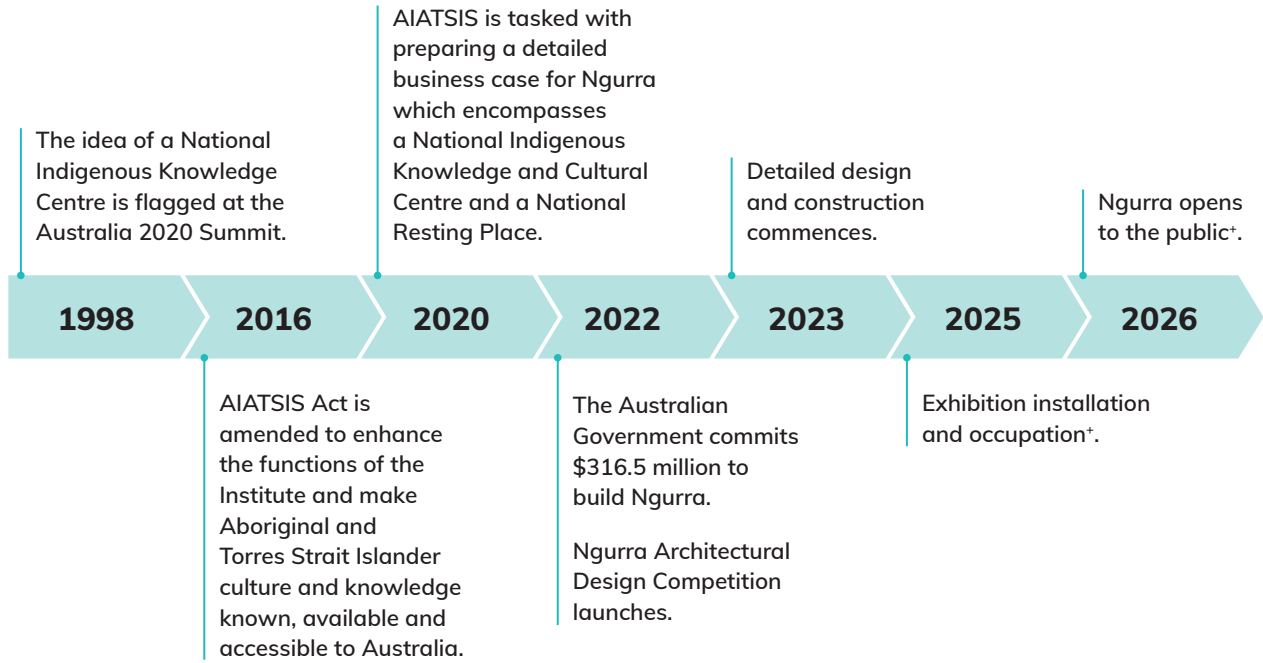 The idea of a National
Indigenous Knowledge
Centre is flagged at the
Australia 2020 Summit.
AIATSIS is tasked with
preparing a detailed
business case for Ngurra
which encompasses
a National Indigenous
Knowledge and Cultural
Centre and a National
Resting Place.
Detailed design
and construction
commences.
Ngurra opens
to the public⁺.
1998 2016 2020 2022 2023 2025 2026
AIATSIS Act is
amended to enhance
the functions of the
Institute and make
Aboriginal and
Torres Strait Islander
culture and knowledge
known, available and
accessible to Australia.
The Australian
Government commits
$316.5 million to
build Ngurra.
Ngurra Architectural
Design Competition
launches.
Exhibition installation
and occupation⁺.